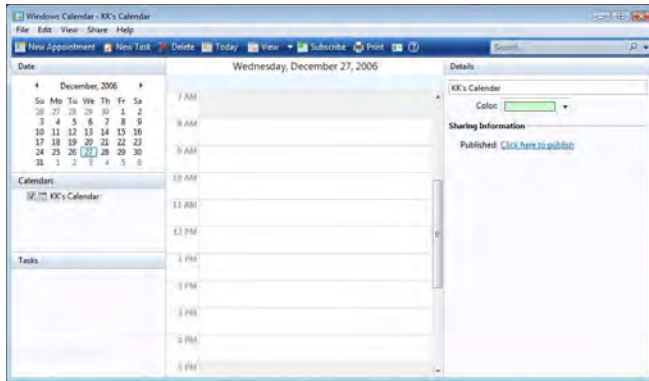 Windows Calendar - KK's Calendar
File Edit View Share Help
New Appointment New Task Delete Today View Subscribe Print
Search
Date
December, 2006
Su Mo Tu We Th Fr Sa
26 27 28 29 30 1 2
3 4 5 6 7 8 9
10 11 12 13 14 15 16
17 18 19 20 21 22 23
24 25 26 27 28 29 30
31 1 2 3 4 5 6
Calendars
KK's Calendar
Tasks
Wednesday, December 27, 2006
7 AM
8 AM
9 AM
10 AM
11 AM
12 PM
1 PM
2 PM
3 PM
4 PM
5 PM
Details
KK's Calendar
Color:
Sharing Information
Published: Click here to publish